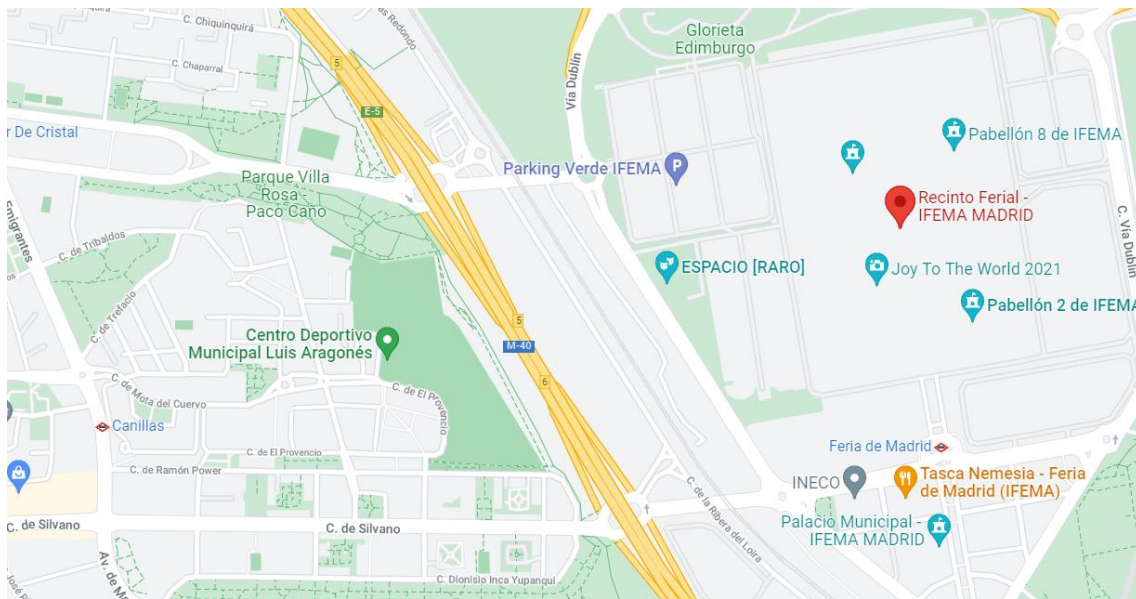 C. Chiquinquirá
as Redondo
Glorieta
Edimburgo
C. Chaparral
5
Vía Dublín
E-5
r De Cristal
Pabellón 8 de IFEMA
Parking Verde IFEMA
P
Parque Villa
Rosa
Paco Caño
Recinto Ferial -
IFEMA MADRID
Emigrantes
C. de Tribaldos
C. Vía Dublín
ESPACIO [RARO]
Joy To The World 2021
C. de Trefacio
Pabellón 2 de IFEMA
5
Centro Deportivo
Municipal Luis Aragonés
M-40
6
C. de Mota del Cuervo
C. de El Provencio
Canillas
Feria de Madrid
C. de El Provencio
C. de Ramón Power
INECO
Tasca Nemesia - Feria
de Madrid (IFEMA)
C. de la Ribera del Loira
C. de Silvano
C. de Silvano
Palacio Municipal -
IFEMA MADRID
Av. de M
C. Dionisio Inca Yupanqui
José